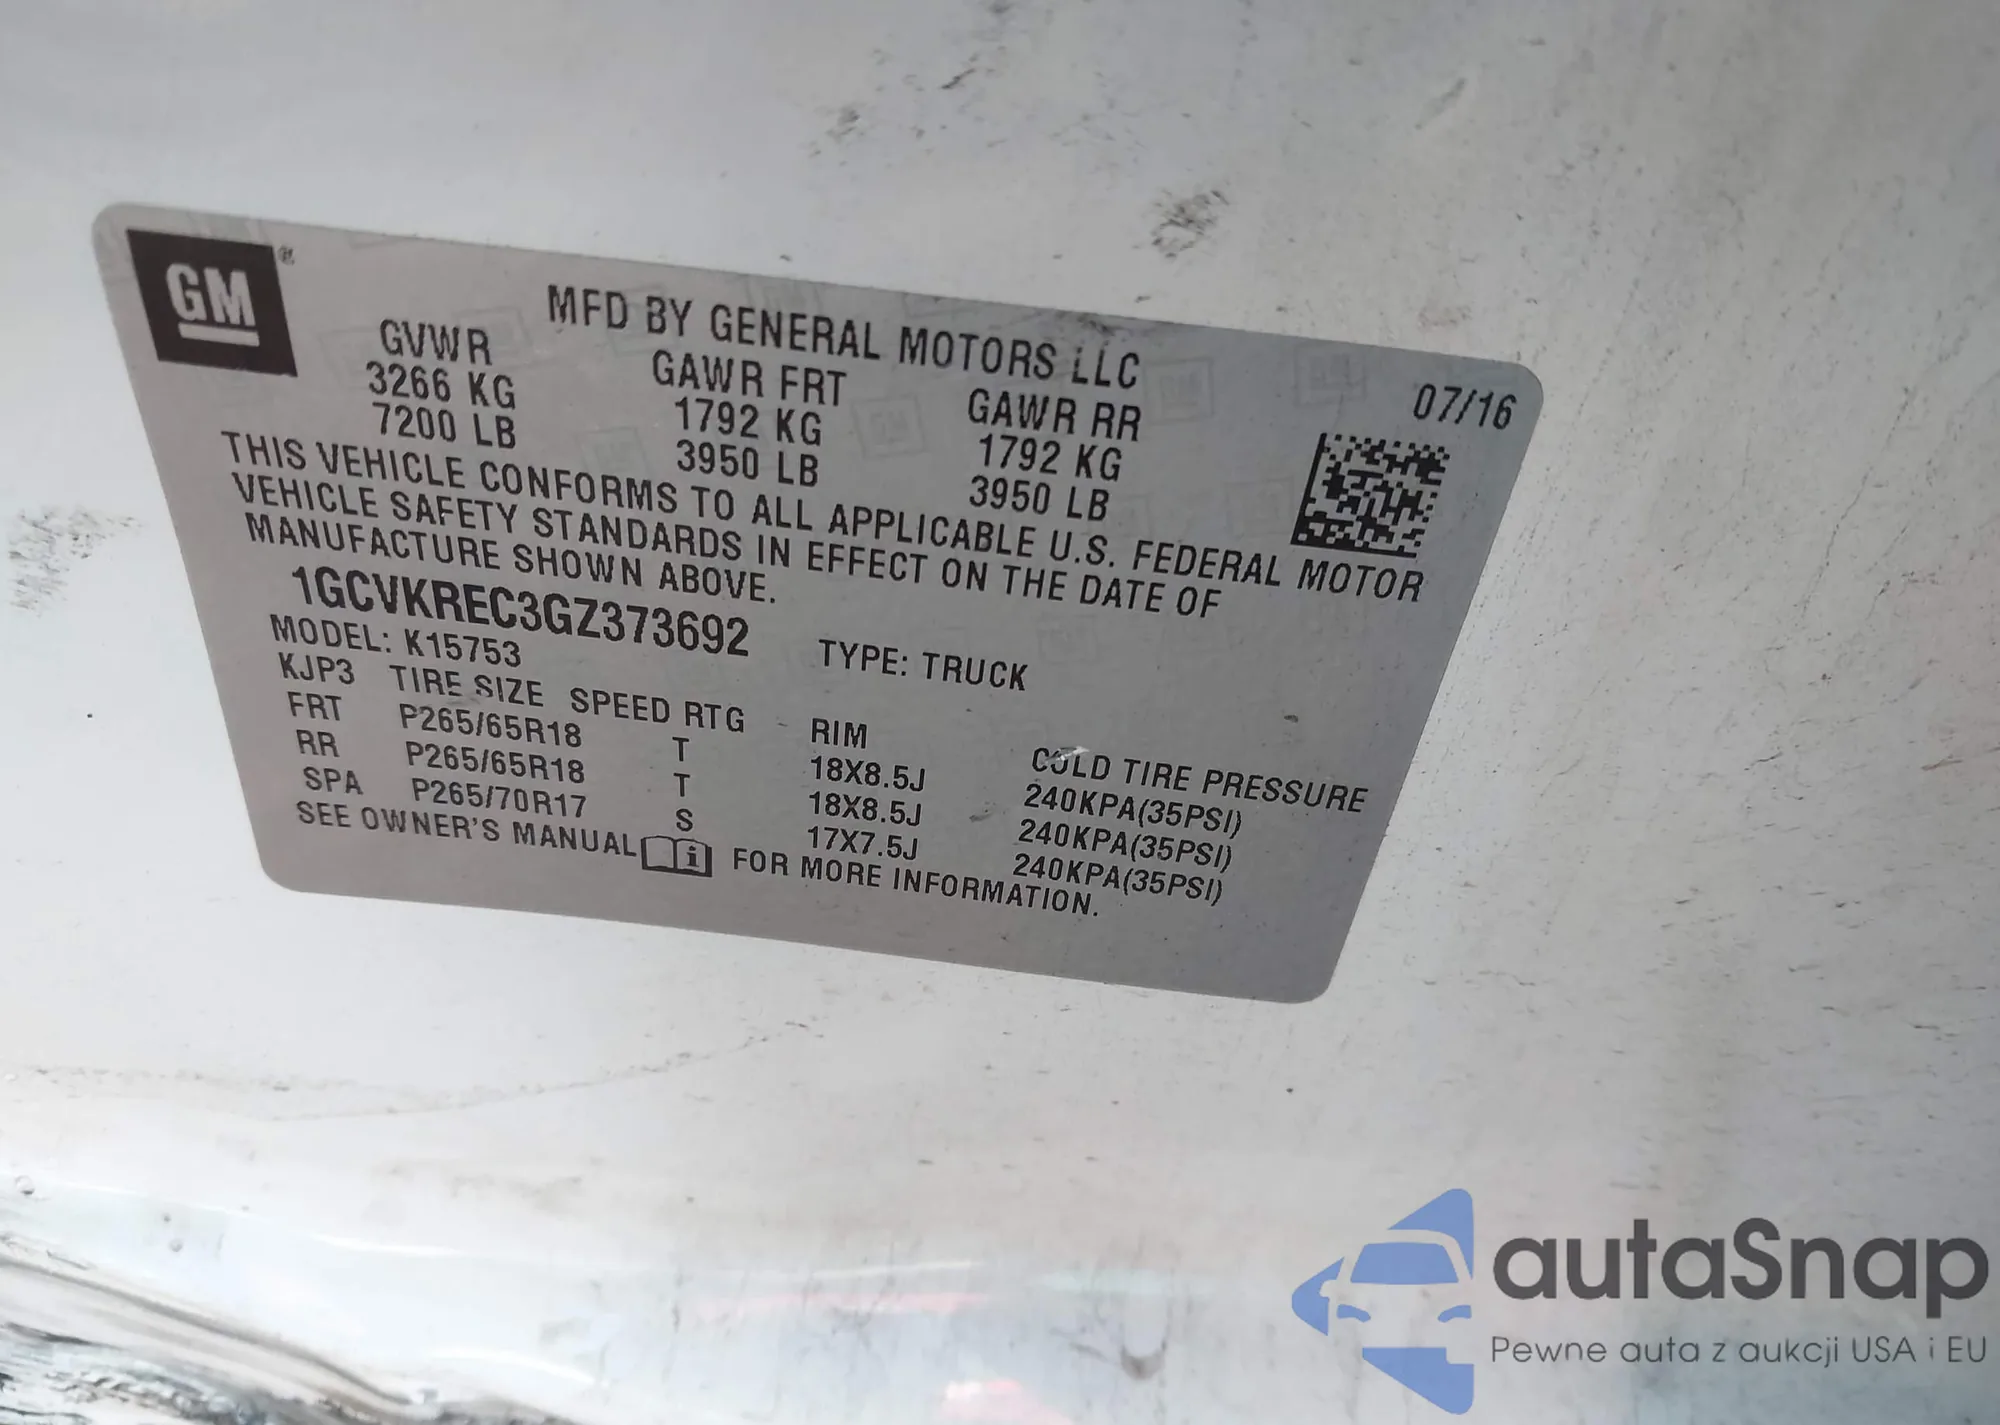 GM®
MFD BY GENERAL MOTORS LLC
07/16
GVWR GAWR FRT GAWR RR
3266 KG 1792 KG 1792 KG
7200 LB 3950 LB 3950 LB
THIS VEHICLE CONFORMS TO ALL APPLICABLE U.S. FEDERAL MOTOR
VEHICLE SAFETY STANDARDS IN EFFECT ON THE DATE OF
MANUFACTURE SHOWN ABOVE.
1GCVKREC3GZ373692 TYPE: TRUCK
MODEL: K15753
KJP3 TIRE SIZE SPEED RTG RIM COLD TIRE PRESSURE
FRT P265/65R18 T 18X8.5J 240KPA(35PSI)
RR P265/65R18 T 18X8.5J 240KPA(35PSI)
SPA P265/70R17 S 17X7.5J 240KPA(35PSI)
SEE OWNER'S MANUAL i FOR MORE INFORMATION.
autaSnap
Pewne auta z aukcji USA i EU